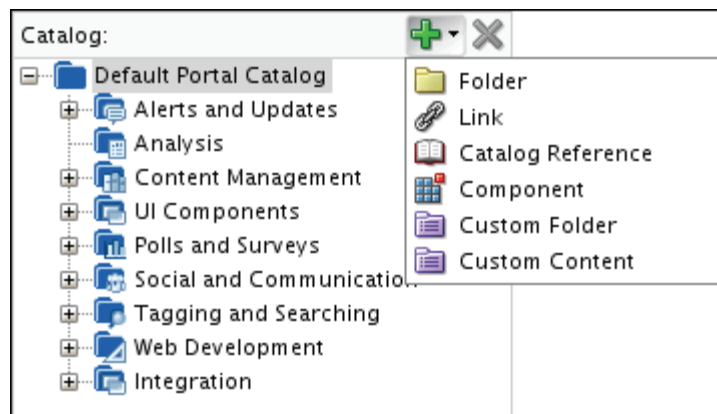 Catalog:
Default Portal Catalog
Alerts and Updates
Analysis
Content Management
UI Components
Polls and Surveys
Social and Communication
Tagging and Searching
Web Development
Integration
Folder
Link
Catalog Reference
Component
Custom Folder
Custom Content